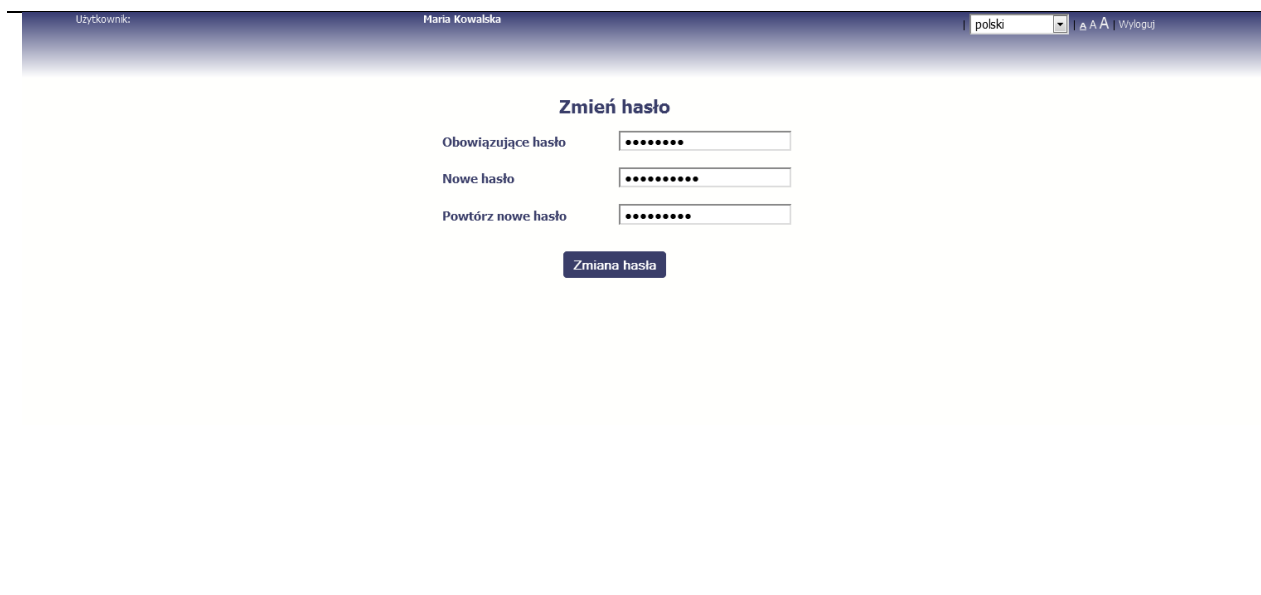 Użytkownik: Maria Kowalska | polski | A A A | Wyloguj
Zmień hasło
Obowiązujące hasło ••••••••
Nowe hasło ••••••••••
Powtórz nowe hasło •••••••••
Zmiana hasła